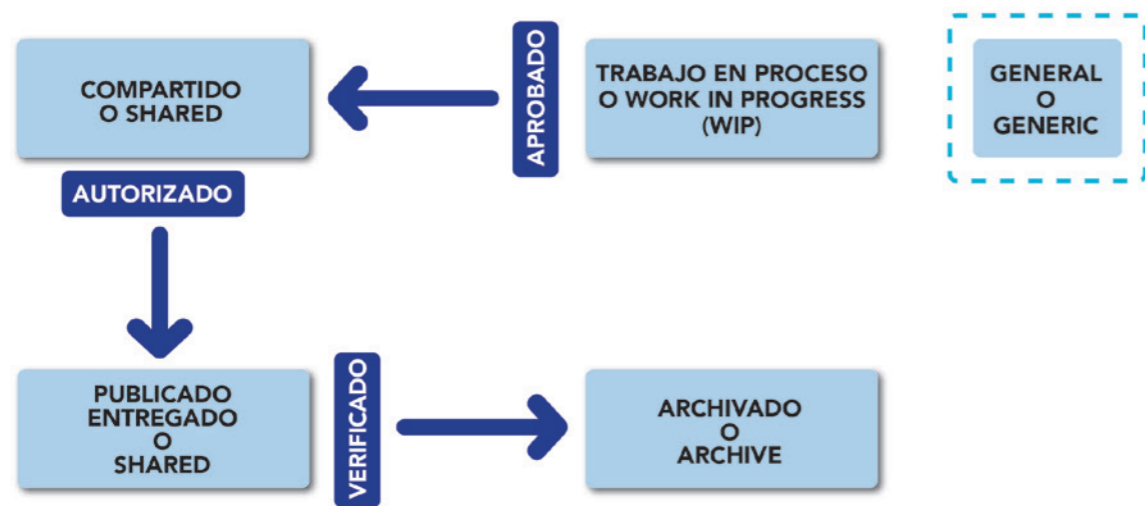 COMPARTIDO
O SHARED
APROBADO
TRABAJO EN PROCESO
O WORK IN PROGRESS
(WIP)
GENERAL
O
GENERIC
AUTORIZADO
PUBLICADO
ENTREGADO
O
SHARED
VERIFICADO
ARCHIVADO
O
ARCHIVE